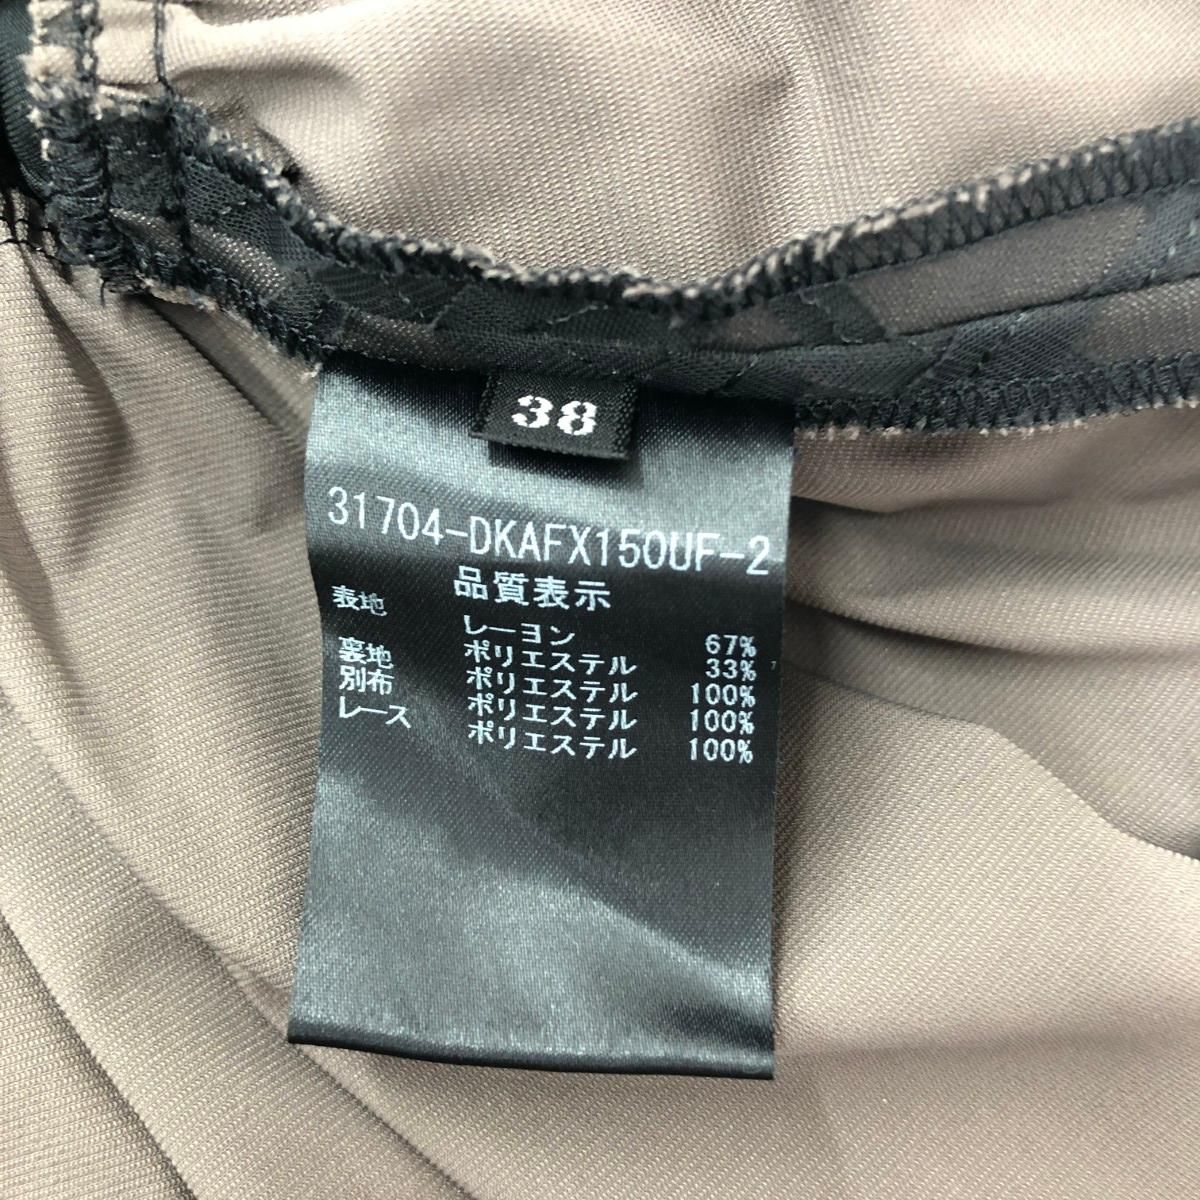 38
31704-DKAFX150UF-2
品質表示
表地 レーヨン 67%
ポリエステル 33%
裏地 ポリエステル 100%
別布 ポリエステル 100%
レース ポリエステル 100%